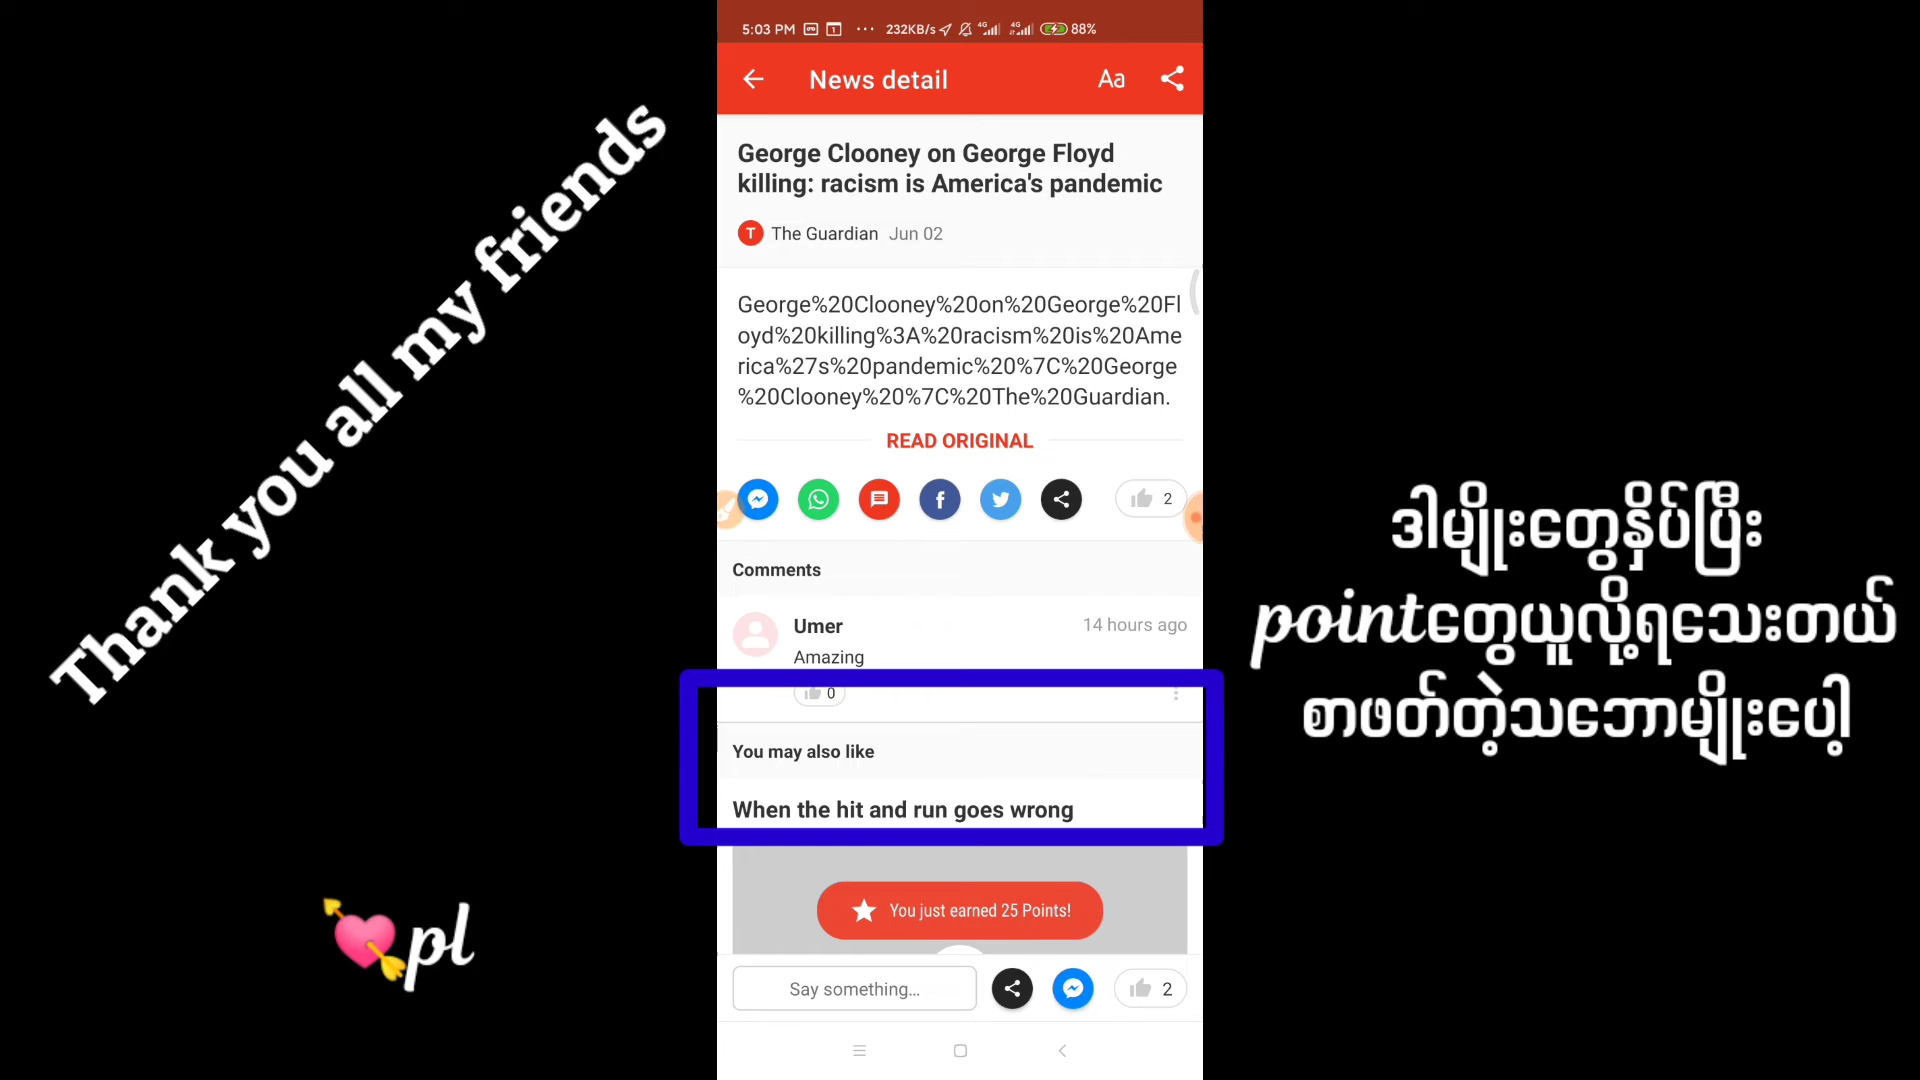 Thank you all my friends
5:03 PM 1 ... 232KB/s 4G 4G 88%
News detail
Aa
George Clooney on George Floyd
killing: racism is America's pandemic
T The Guardian Jun 02
George%20Clooney%20on%20George%20Fl
oyd%20killing%3A%20racism%20is%20Ame
rica%27s%20pandemic%20%7C%20George
%20Clooney%20%7C%20The%20Guardian.
READ ORIGINAL
2
Comments
Umer
14 hours ago
Amazing
0
You may also like
When the hit and run goes wrong
You just earned 25 Points!
Say something...
2
ဒါမျိုးတွေနှိပ်ပြီး
pointတွေယူလို့ရသေးတယ်
စာဖတ်တဲ့သဘောမျိုးပေါ့
pl